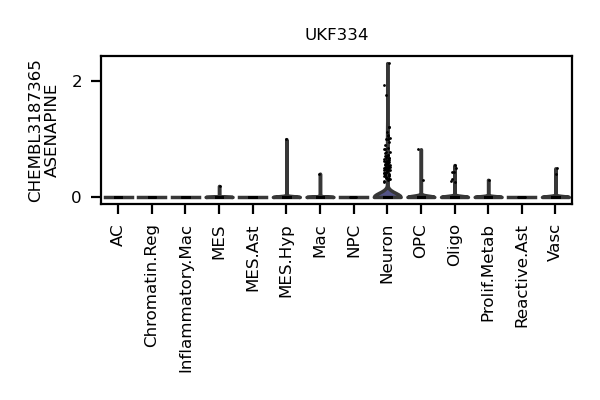 UKF334
CHEMBL3187365
ASENAPINE
2
0
AC
Chromatin.Reg
Inflammatory.Mac
MES
MES.Ast
MES.Hyp
Mac
NPC
Neuron
OPC
Oligo
Prolif.Metab
Reactive.Ast
Vasc